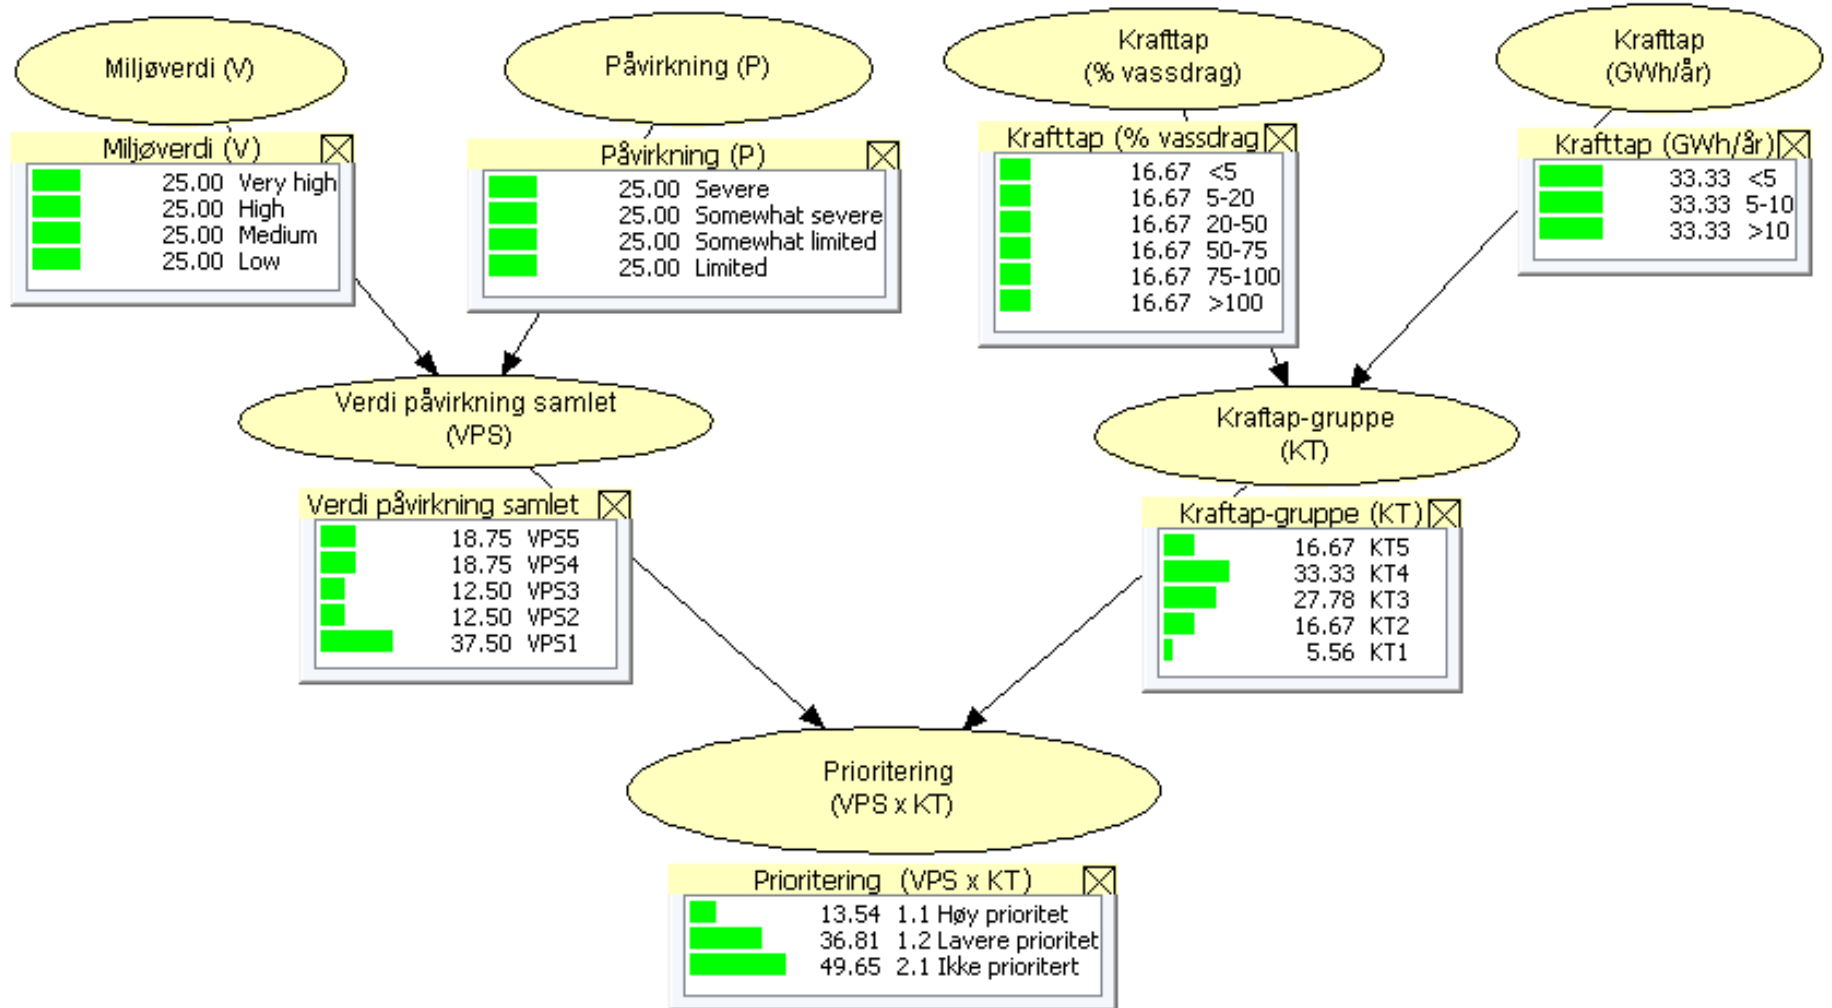 Miljøverdi (V)
Påvirkning (P)
Krafttap
(% vassdrag)
Krafttap
(GWh/år)
Miljøverdi (V)
25.00 Very high
25.00 High
25.00 Medium
25.00 Low
Påvirkning (P)
25.00 Severe
25.00 Somewhat severe
25.00 Somewhat limited
25.00 Limited
Krafttap (% vassdrag
16.67 <5
16.67 5-20
16.67 20-50
16.67 50-75
16.67 75-100
16.67 >100
Krafttap (GWh/år)
33.33 <5
33.33 5-10
33.33 >10
Verdi påvirkning samlet
(VPS)
Kraftap-gruppe
(KT)
Verdi påvirkning samlet
18.75 VPS5
18.75 VPS4
12.50 VPS3
12.50 VPS2
37.50 VPS1
Kraftap-gruppe (KT)
16.67 KT5
33.33 KT4
27.78 KT3
16.67 KT2
5.56 KT1
Prioritering
(VPS x KT)
Prioritering (VPS x KT)
13.54 1.1 Høy prioritet
36.81 1.2 Lavere prioritet
49.65 2.1 Ikke prioritert